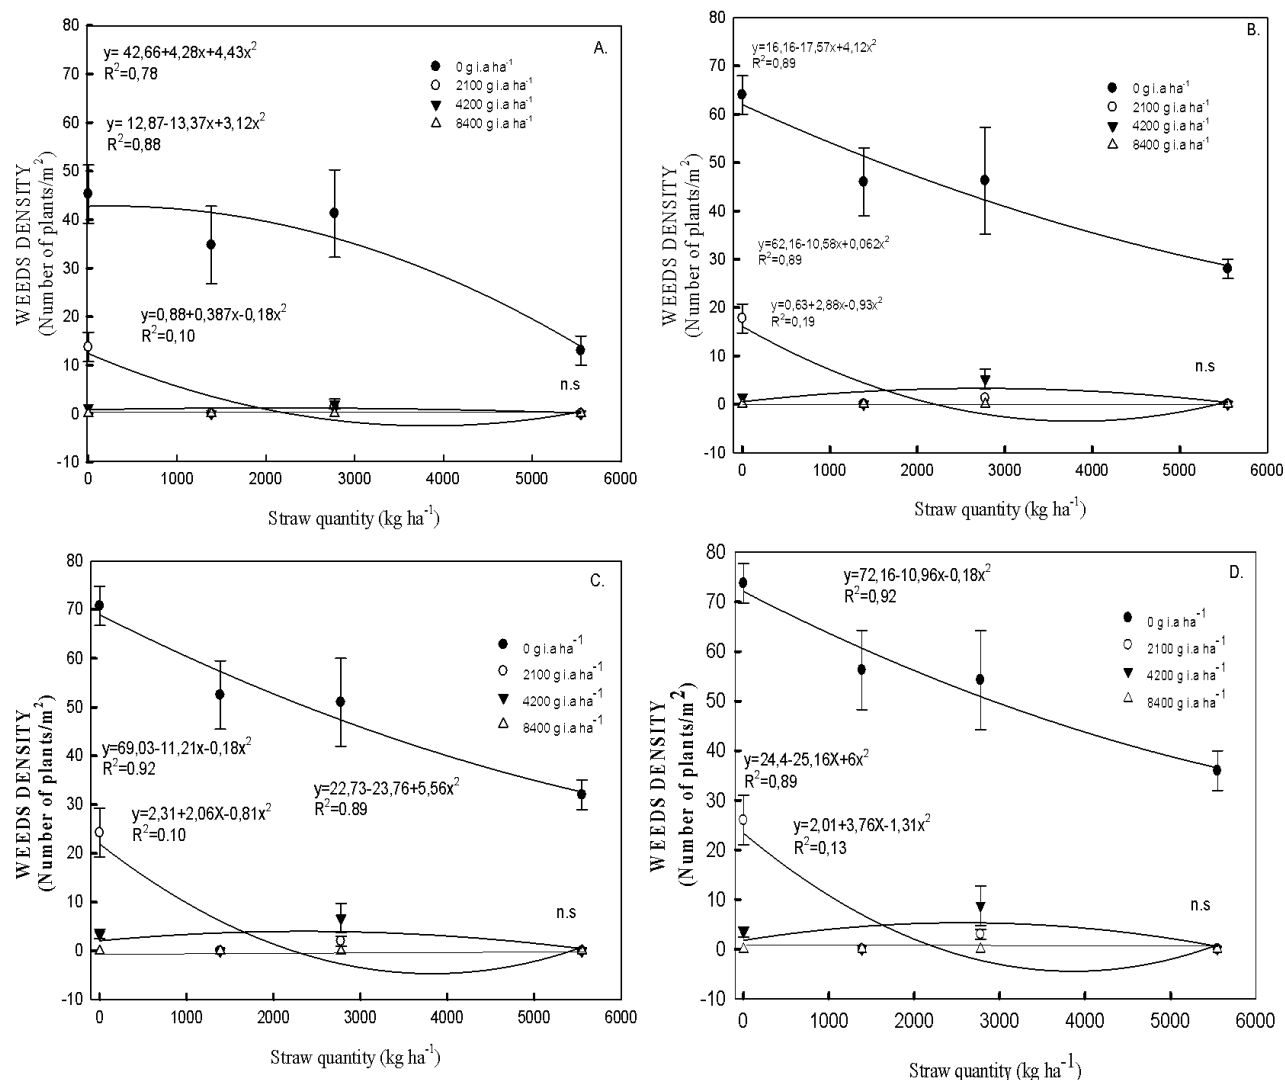 A.
y= 42,66+4,28x+4,43x²
R²=0,78
y= 12,87-13,37x+3,12x²
R²=0,88
y=0,88+0,387x-0,18x²
R²=0,10
0 g i.a ha⁻¹
2100 g i.a ha⁻¹
4200 g i.a ha⁻¹
8400 g i.a ha⁻¹
n.s
WEEDS DENSITY
(Number of plants/m²)
80
70
60
50
40
30
20
10
0
-10
0 1000 2000 3000 4000 5000 6000
Straw quantity (kg ha⁻¹)
B.
y=16,16-17,57x+4,12x²
R²=0,89
y=62,16-10,58x+0,062x²
R²=0,89
y=0,63+2,88x-0,93x²
R²=0,19
0 g i.a ha⁻¹
2100 g i.a ha⁻¹
4200 g i.a ha⁻¹
8400 g i.a ha⁻¹
n.s
WEEDS DENSITY
(Number of plants/m²)
80
70
60
50
40
30
20
10
0
-10
0 1000 2000 3000 4000 5000 6000
Straw quantity (kg ha⁻¹)
C.
0 g i.a ha⁻¹
2100 g i.a ha⁻¹
4200 g i.a ha⁻¹
8400 g i.a ha⁻¹
y=69,03-11,21x-0,18x²
R²=0.92
y=22,73-23,76+5,56x²
R²=0.89
y=2,31+2,06X-0,81x²
R²=0.10
n.s
WEEDS DENSITY
(Number of plants/m²)
80
70
60
50
40
30
20
10
0
-10
0 1000 2000 3000 4000 5000 6000
Straw quantity (kg ha⁻¹)
D.
y=72,16-10,96x-0,18x²
R²=0,92
0 g i.a ha⁻¹
2100 g i.a ha⁻¹
4200 g i.a ha⁻¹
8400 g i.a ha⁻¹
y=24,4-25,16X+6x²
R²=0,89
y=2,01+3,76X-1,31x²
R²=0,13
n.s
WEEDS DENSITY
(Number of plants/m²)
80
70
60
50
40
30
20
10
0
-10
0 1000 2000 3000 4000 5000 6000
Straw quantity (kg ha⁻¹)